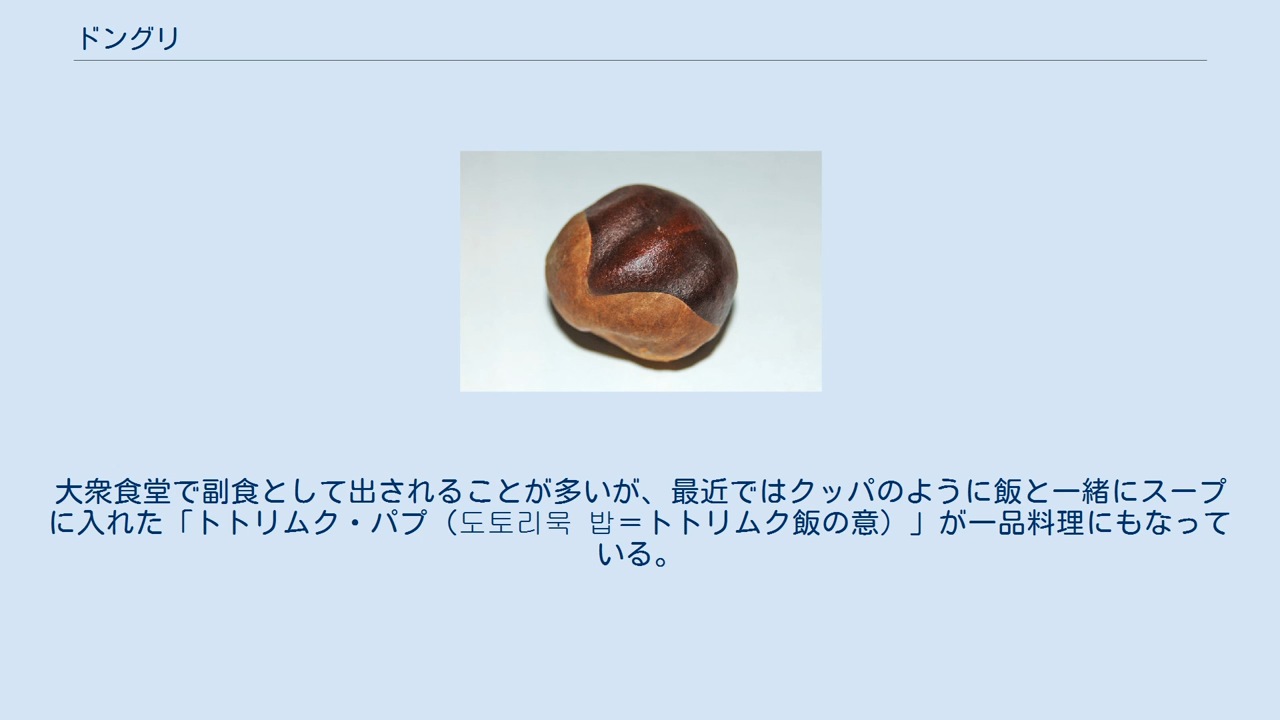 ドングリ
大衆食堂で副食として出されることが多いが、最近ではクッパのように飯と一緒にスープ
に入れた「トトリムク・パプ（도토리묵 밥＝トトリムク飯の意）」が一品料理にもなって
いる。